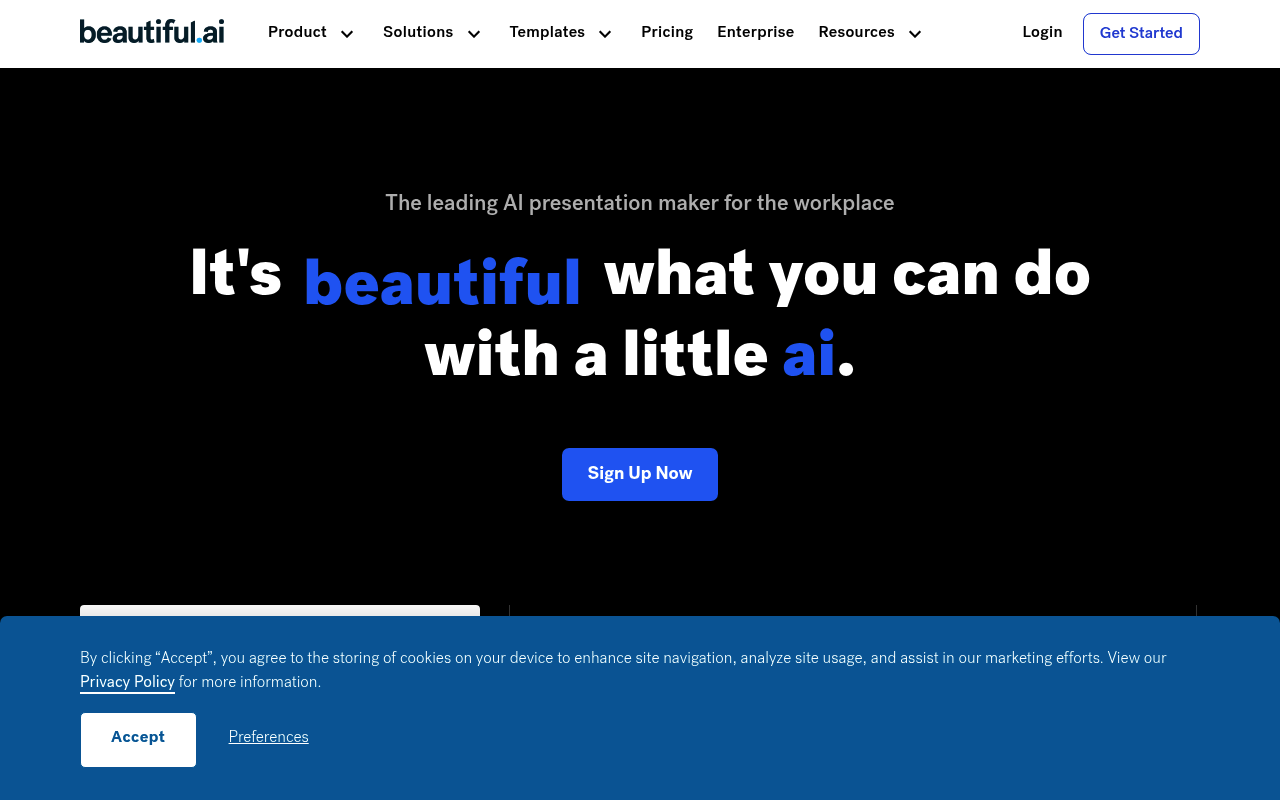 beautiful.ai Product Solutions Templates Pricing Enterprise Resources Login Get Started
The leading AI presentation maker for the workplace
It's beautiful what you can do
with a little ai.
Sign Up Now
By clicking “Accept”, you agree to the storing of cookies on your device to enhance site navigation, analyze site usage, and assist in our marketing efforts. View our
Privacy Policy for more information.
Accept Preferences